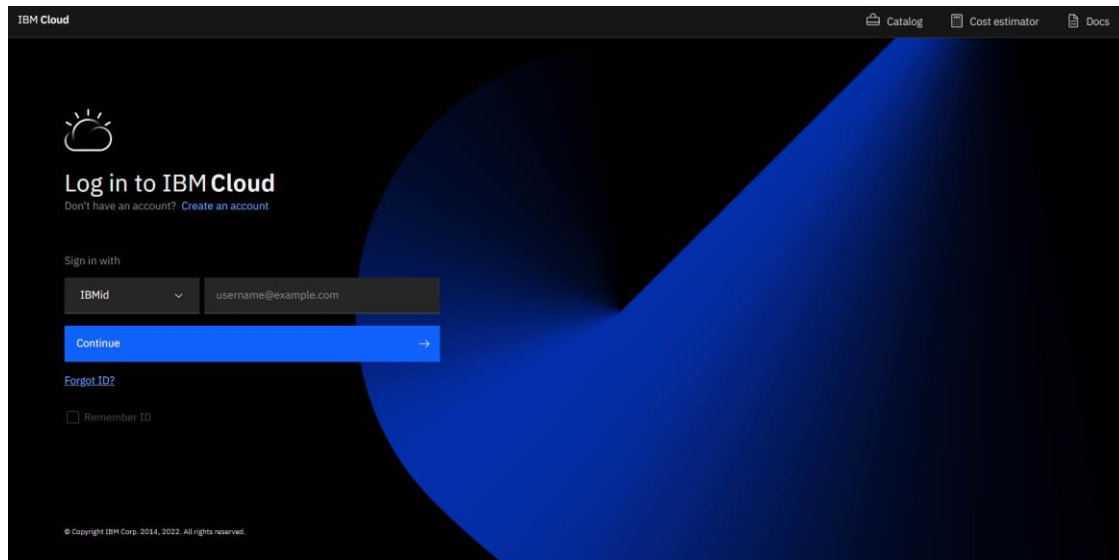 IBM Cloud
Catalog
Cost estimator
Docs
Log in to IBM Cloud
Don't have an account? Create an account
Sign in with
IBMid
username@example.com
Continue
Forgot ID?
Remember ID
© Copyright IBM Corp. 2014, 2022. All rights reserved.